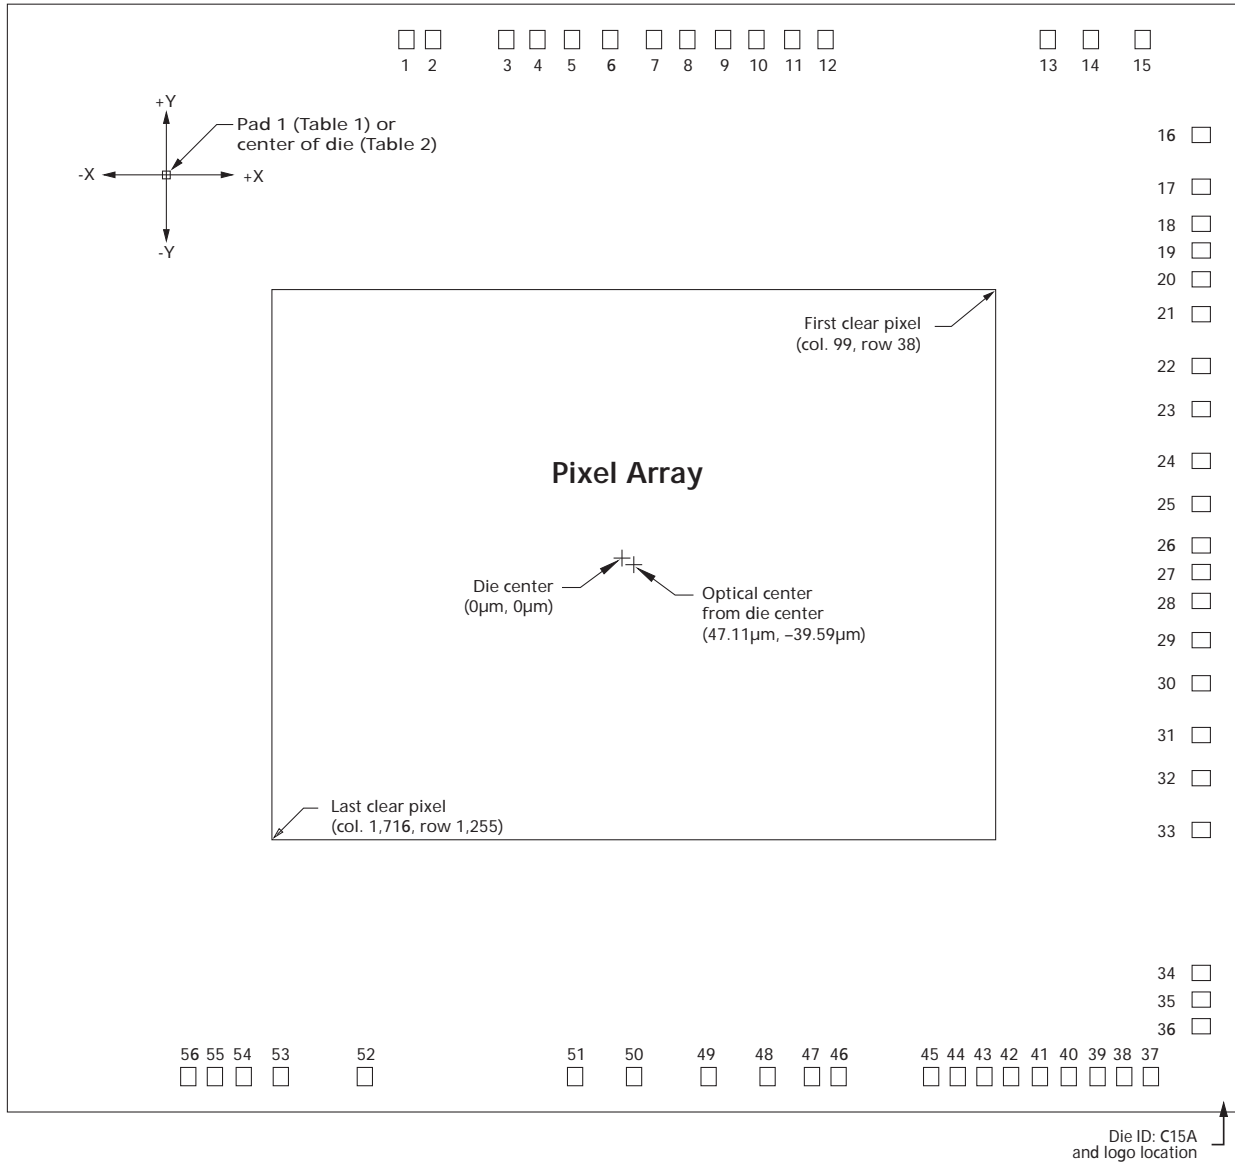 1 2 3 4 5 6 7 8 9 10 11 12 13 14 15
+Y
Pad 1 (Table 1) or
center of die (Table 2)
-X +X
-Y
16
17
18
19
20
21
22
23
24
25
26
27
28
29
30
31
32
33
34
35
36
First clear pixel
(col. 99, row 38)
Pixel Array
Die center
(0µm, 0µm)
Optical center
from die center
(47.11µm, –39.59µm)
Last clear pixel
(col. 1,716, row 1,255)
56 55 54 53 52 51 50 49 48 47 46 45 44 43 42 41 40 39 38 37
Die ID: C15A
and logo location